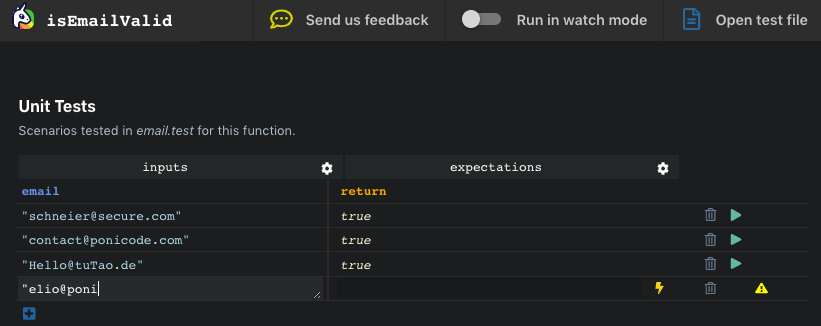 isEmailValid Send us feedback Run in watch mode Open test file
Unit Tests
Scenarios tested in email.test for this function.
inputs expectations
email return
"schneier@secure.com" true
"contact@ponicode.com" true
"Hello@tuTao.de" true
"elio@poni